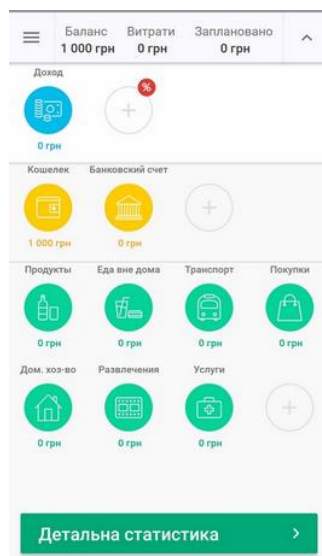 Баланс Витрати Заплановано
1 000 грн 0 грн 0 грн
Доход
%
0 грн
Кошелек Банковский счет
1 000 грн 0 грн
Продукты Еда вне дома Транспорт Покупки
0 грн 0 грн 0 грн 0 грн
Дом. хоз-во Развлечения Услуги
0 грн 0 грн 0 грн
Детальна статистика